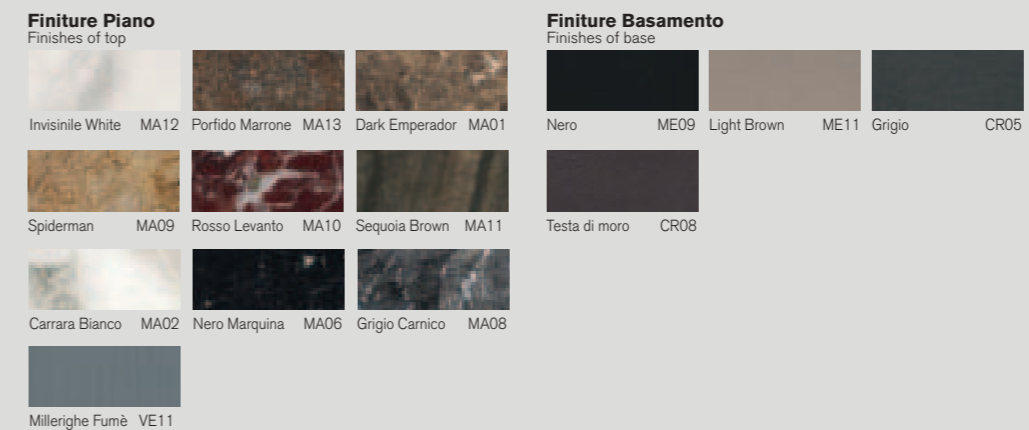 Finiture Piano
Finishes of top
Invisinile White MA12 Porfido Marrone MA13 Dark Emperador MA01
Spiderman MA09 Rosso Levanto MA10 Sequoia Brown MA11
Carrara Bianco MA02 Nero Marquina MA06 Grigio Carnico MA08
Millerighe Fumè VE11
Finiture Basamento
Finishes of base
Nero ME09 Light Brown ME11 Grigio CR05
Testa di moro CR08